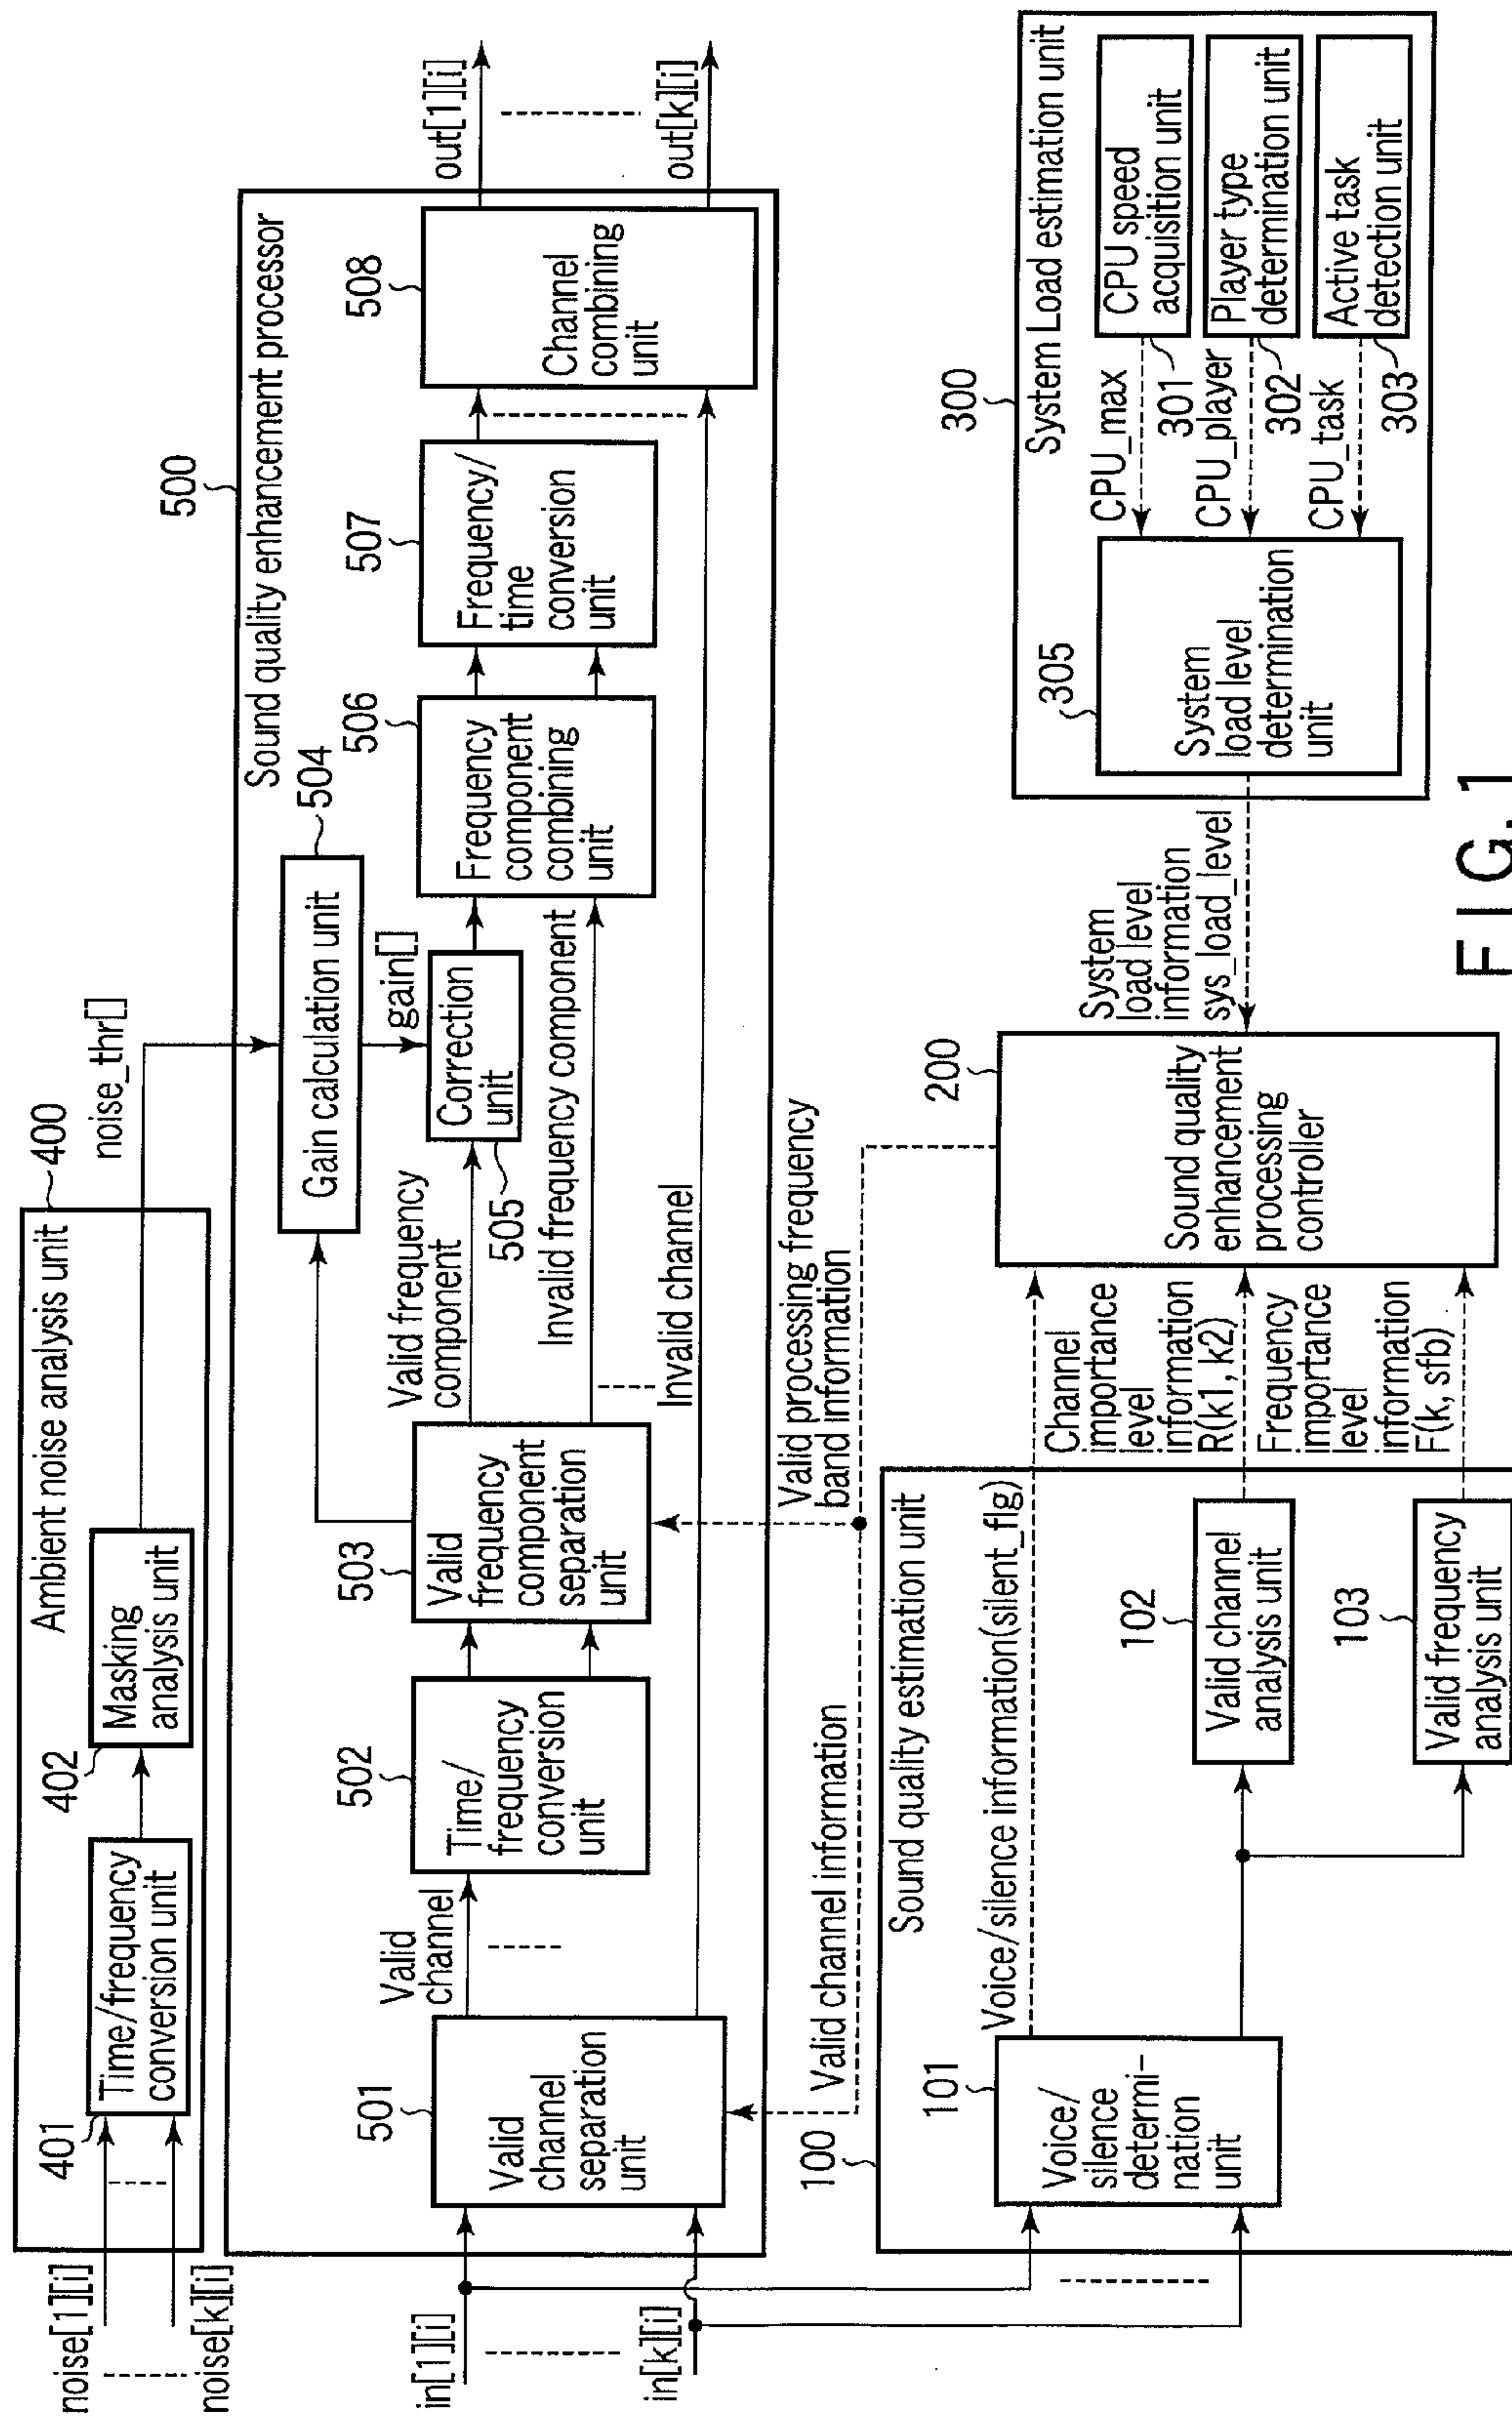 noise[1][i]
noise[k][i]
401
Time/frequency
conversion unit
402
Masking
analysis unit
Ambient noise analysis unit
400
noise_thr[]
500
Sound quality enhancement processor
in[1][i]
in[k][i]
501
Valid
channel
separation
unit
Valid
channel
502
Time/
frequency
conversion
unit
503
Valid
frequency
component
separation
unit
Valid frequency
component
504
Gain calculation unit
gain[]
505
Correction
unit
Invalid frequency component
Invalid channel
506
Frequency
component
combining
unit
507
Frequency/
time
conversion
unit
508
Channel
combining
unit
out[1][i]
out[k][i]
Valid channel information
Valid processing frequency
band information
100
Sound quality estimation unit
101
Voice/
silence
determi-
nation
unit
Voice/silence information(silent_flg)
102
Valid channel
analysis unit
103
Valid frequency
analysis unit
Channel
importance
level
information
R(k1, k2)
Frequency
importance
level
information
F(k, sfb)
200
Sound quality
enhancement
processing
controller
System
load level
information
sys_load_level
300
System Load estimation unit
305
System
load level
determination
unit
CPU_max
301
CPU speed
acquisition unit
CPU_player
302
Player type
determination unit
CPU_task
303
Active task
detection unit
FIG. 1